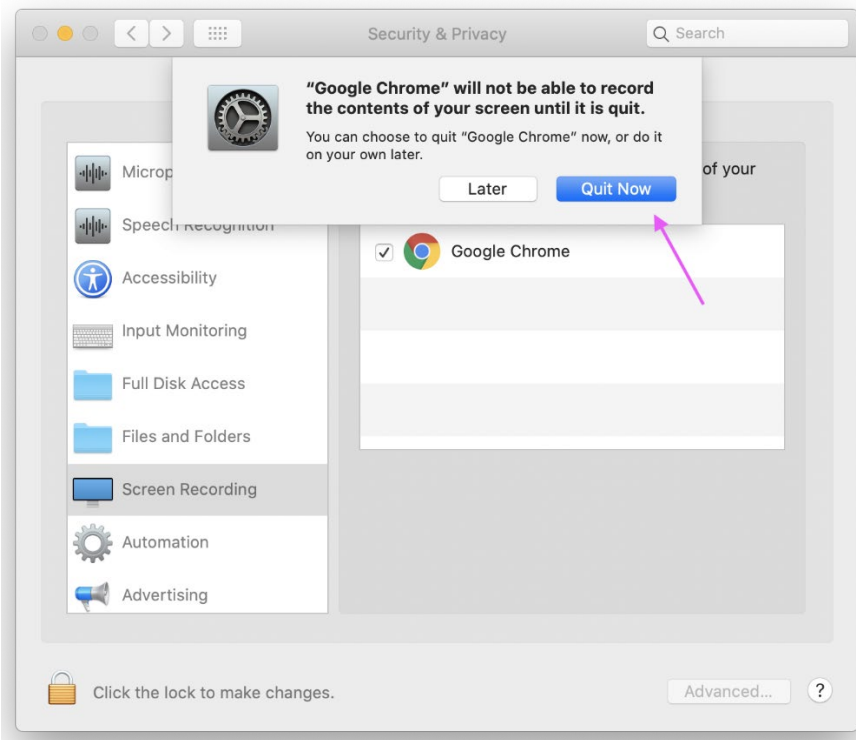 Security & Privacy
Search
“Google Chrome” will not be able to record
the contents of your screen until it is quit.
You can choose to quit “Google Chrome” now, or do it
on your own later.
Later
Quit Now
of your
Microp
Speech Recognition
Accessibility
Input Monitoring
Full Disk Access
Files and Folders
Screen Recording
Automation
Advertising
Google Chrome
Click the lock to make changes.
Advanced...
?